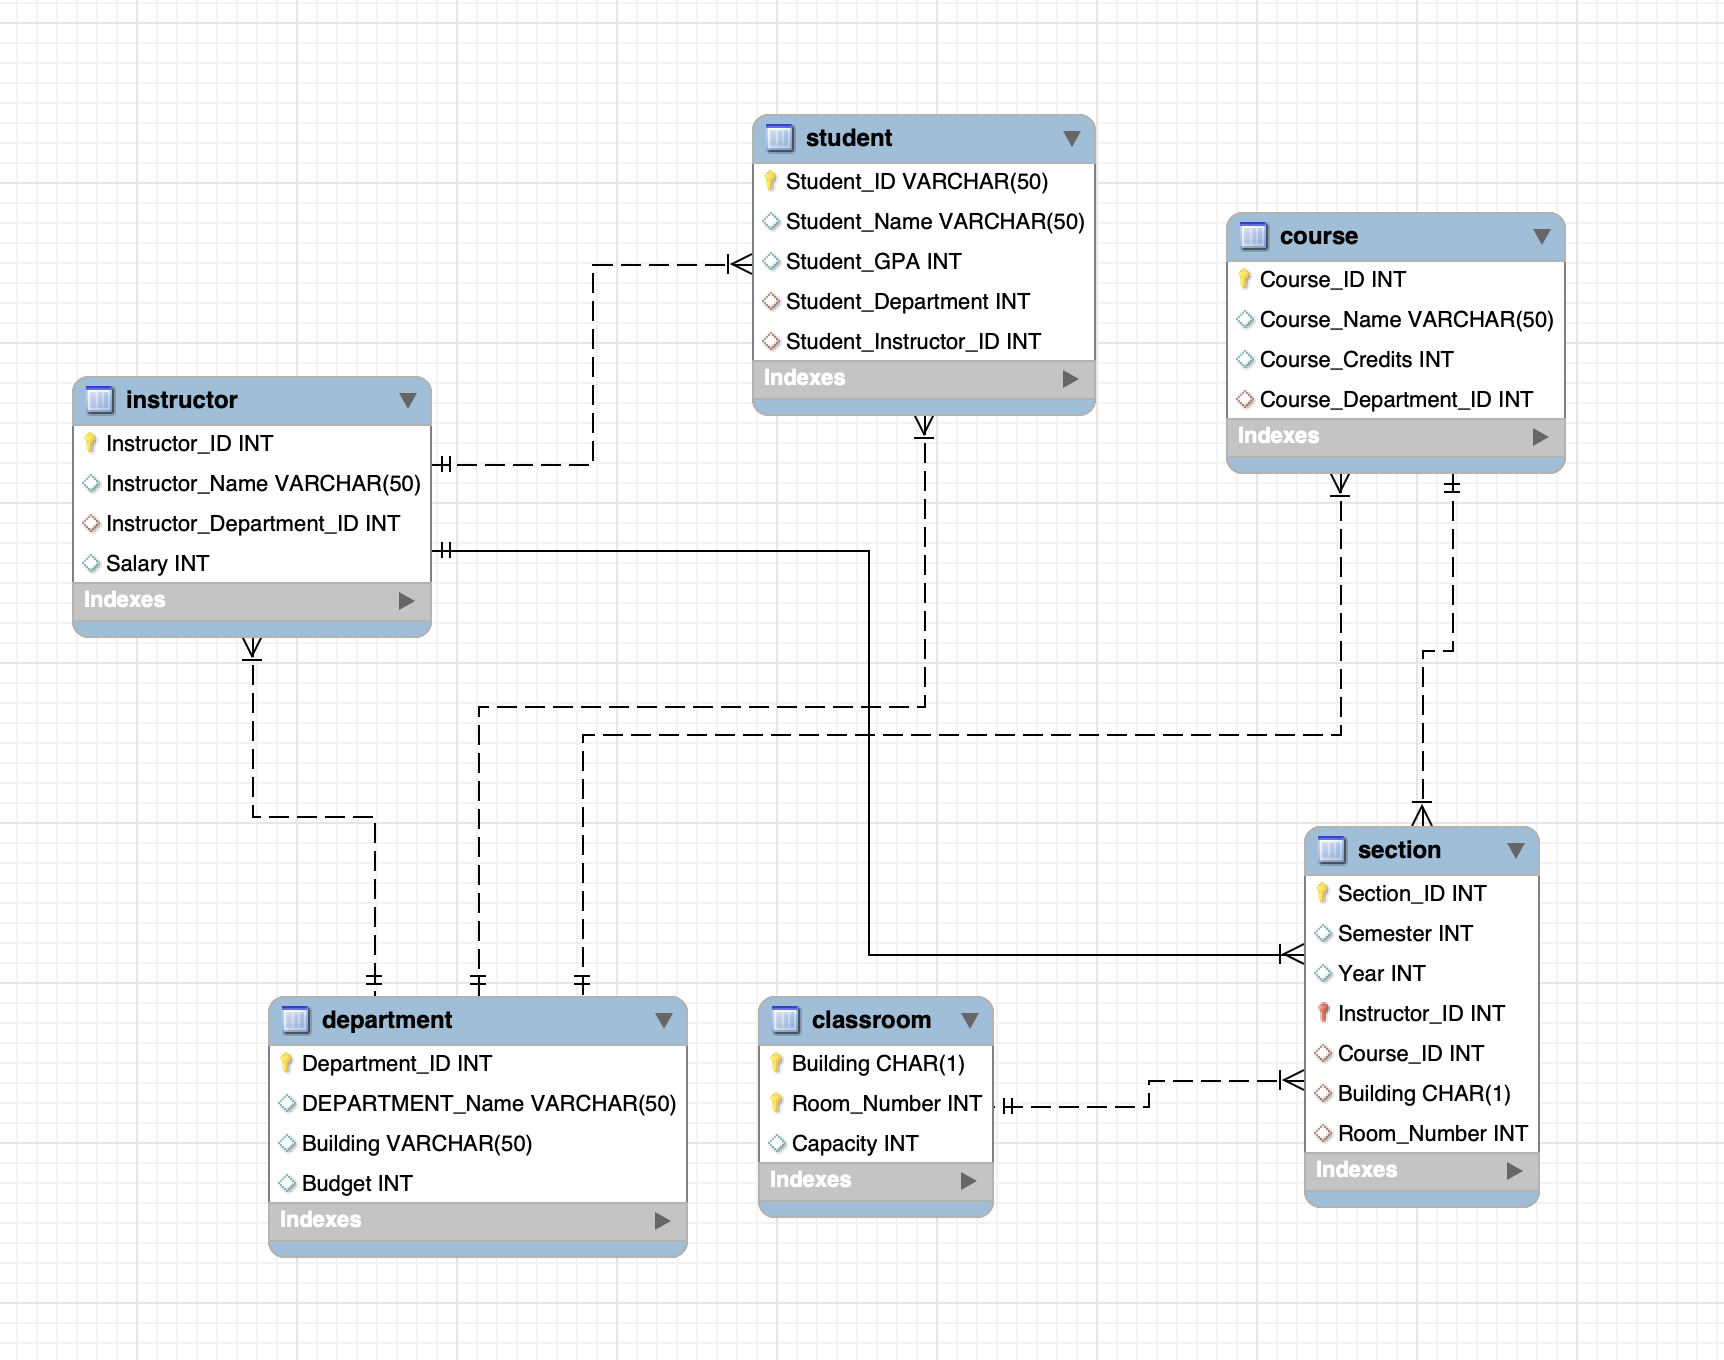 student
Student_ID VARCHAR(50)
Student_Name VARCHAR(50)
Student_GPA INT
Student_Department INT
Student_Instructor_ID INT
Indexes
course
Course_ID INT
Course_Name VARCHAR(50)
Course_Credits INT
Course_Department_ID INT
Indexes
instructor
Instructor_ID INT
Instructor_Name VARCHAR(50)
Instructor_Department_ID INT
Salary INT
Indexes
section
Section_ID INT
Semester INT
Year INT
Instructor_ID INT
Course_ID INT
Building CHAR(1)
Room_Number INT
Indexes
department
Department_ID INT
DEPARTMENT_Name VARCHAR(50)
Building VARCHAR(50)
Budget INT
Indexes
classroom
Building CHAR(1)
Room_Number INT
Capacity INT
Indexes